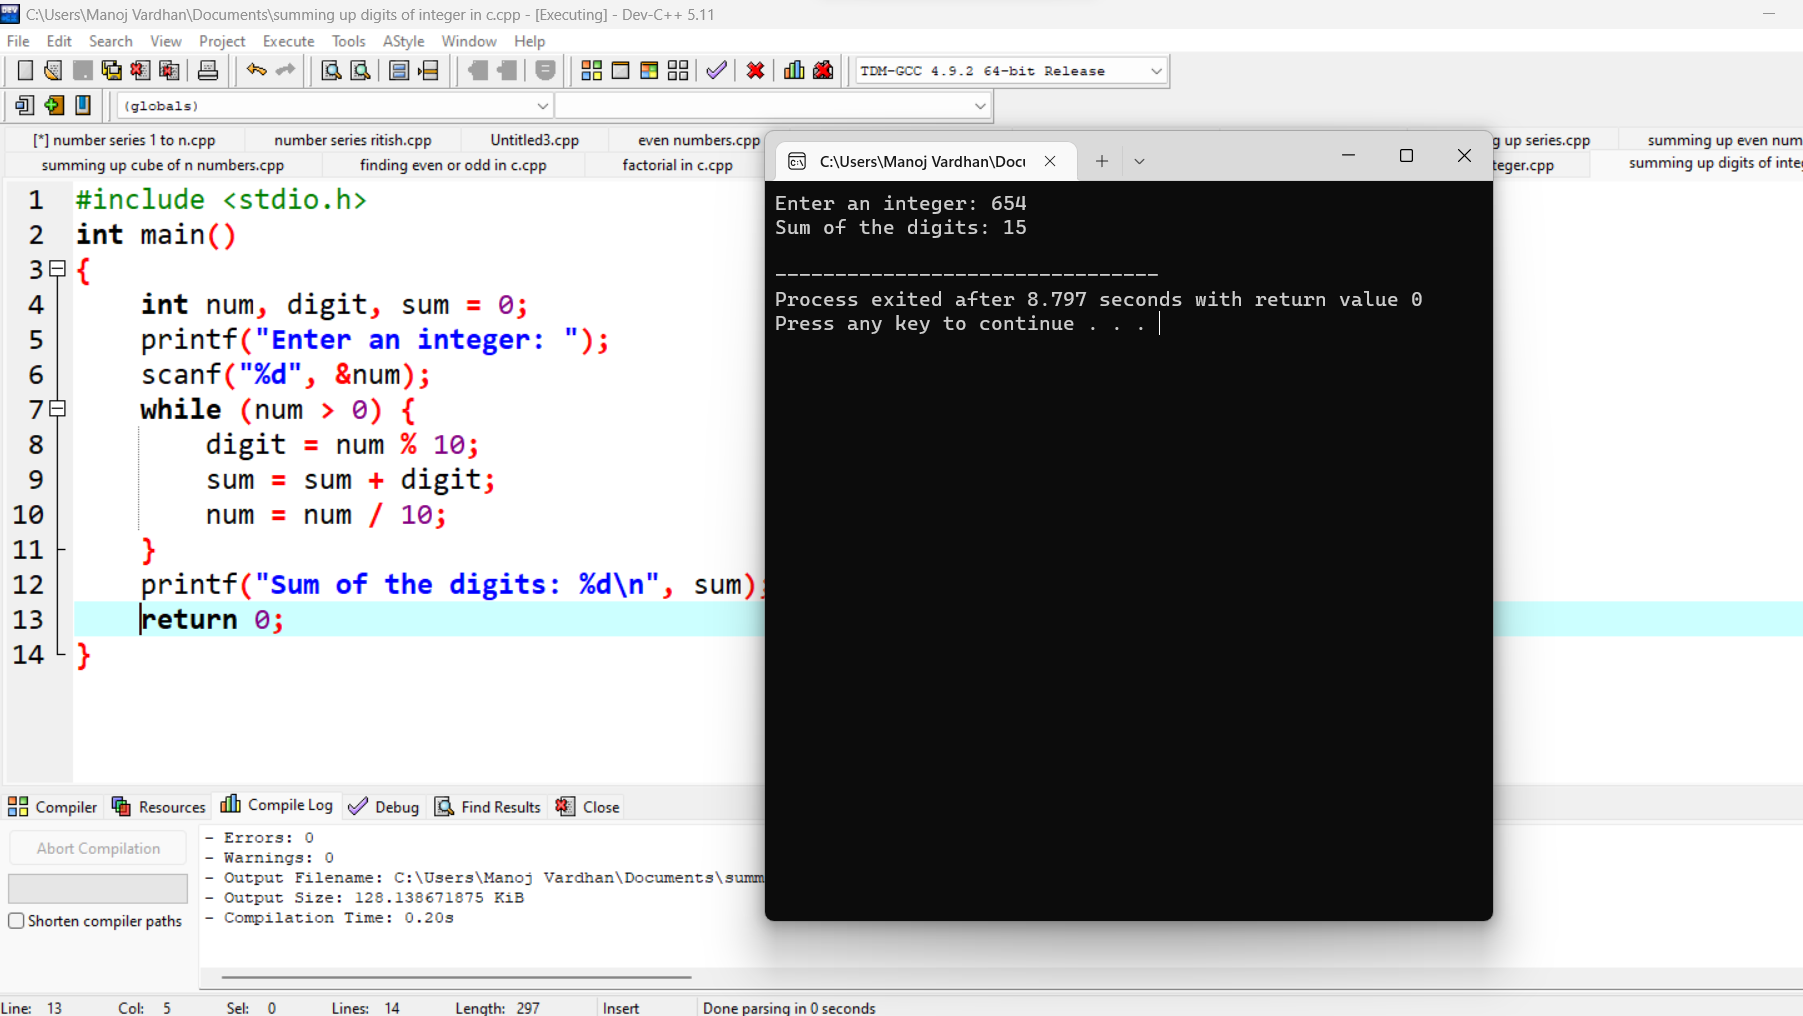 C:\Users\Manoj Vardhan\Documents\summing up digits of integer in c.cpp - [Executing] - Dev-C++ 5.11
File Edit Search View Project Execute Tools AStyle Window Help
TDM-GCC 4.9.2 64-bit Release
(globals)
[*] number series 1 to n.cpp number series ritish.cpp Untitled3.cpp even numbers.cpp g up series.cpp summing up even num
summing up cube of n numbers.cpp finding even or odd in c.cpp factorial in c.cpp teger.cpp summing up digits of inte
1 #include <stdio.h>
2 int main()
3 {
4 int num, digit, sum = 0;
5 printf("Enter an integer: ");
6 scanf("%d", &num);
7 while (num > 0) {
8 digit = num % 10;
9 sum = sum + digit;
10 num = num / 10;
11 }
12 printf("Sum of the digits: %d\n", sum);
13 return 0;
14 }
C:\Users\Manoj Vardhan\Docu
Enter an integer: 654
Sum of the digits: 15
--------------------------------
Process exited after 8.797 seconds with return value 0
Press any key to continue . . .
Compiler Resources Compile Log Debug Find Results Close
Abort Compilation
Shorten compiler paths
- Errors: 0
- Warnings: 0
- Output Filename: C:\Users\Manoj Vardhan\Documents\summ
- Output Size: 128.138671875 KiB
- Compilation Time: 0.20s
Line: 13 Col: 5 Sel: 0 Lines: 14 Length: 297 Insert Done parsing in 0 seconds